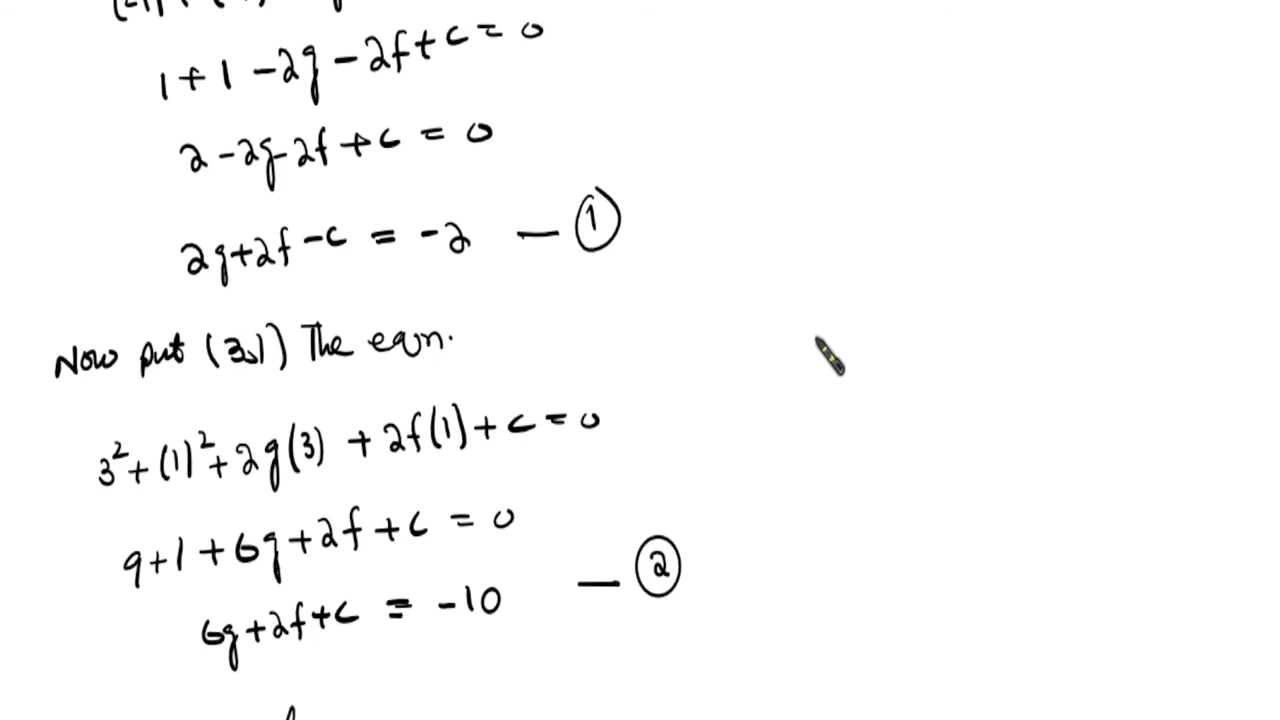 1 + 1 - 2g - 2f + c = 0
2 - 2g - 2f + c = 0
2g + 2f - c = -2 — ①
Now put (3,1) The eqn.
3² + (1)² + 2g(3) + 2f(1) + c = 0
9 + 1 + 6g + 2f + c = 0
6g + 2f + c = -10 — ②